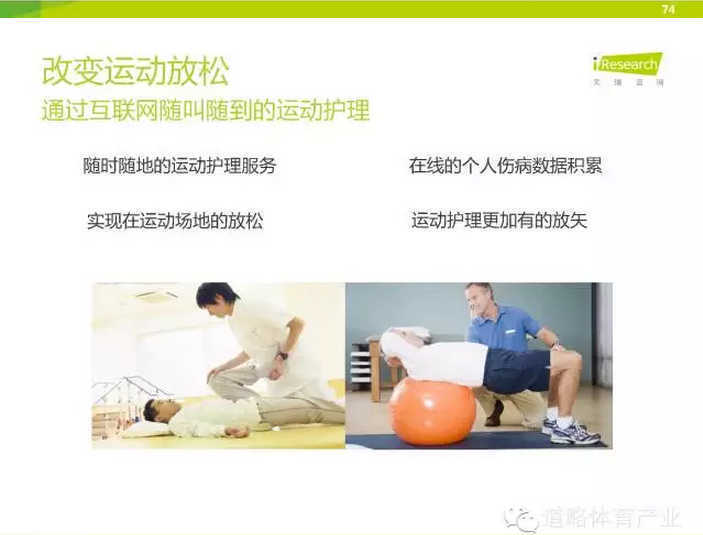 74
改变运动放松
iResearch
艾瑞咨询
通过互联网随叫随到的运动护理
随时随地的运动护理服务
在线的个人伤病数据积累
实现在运动场地的放松
运动护理更加有的放矢
道略体育产业